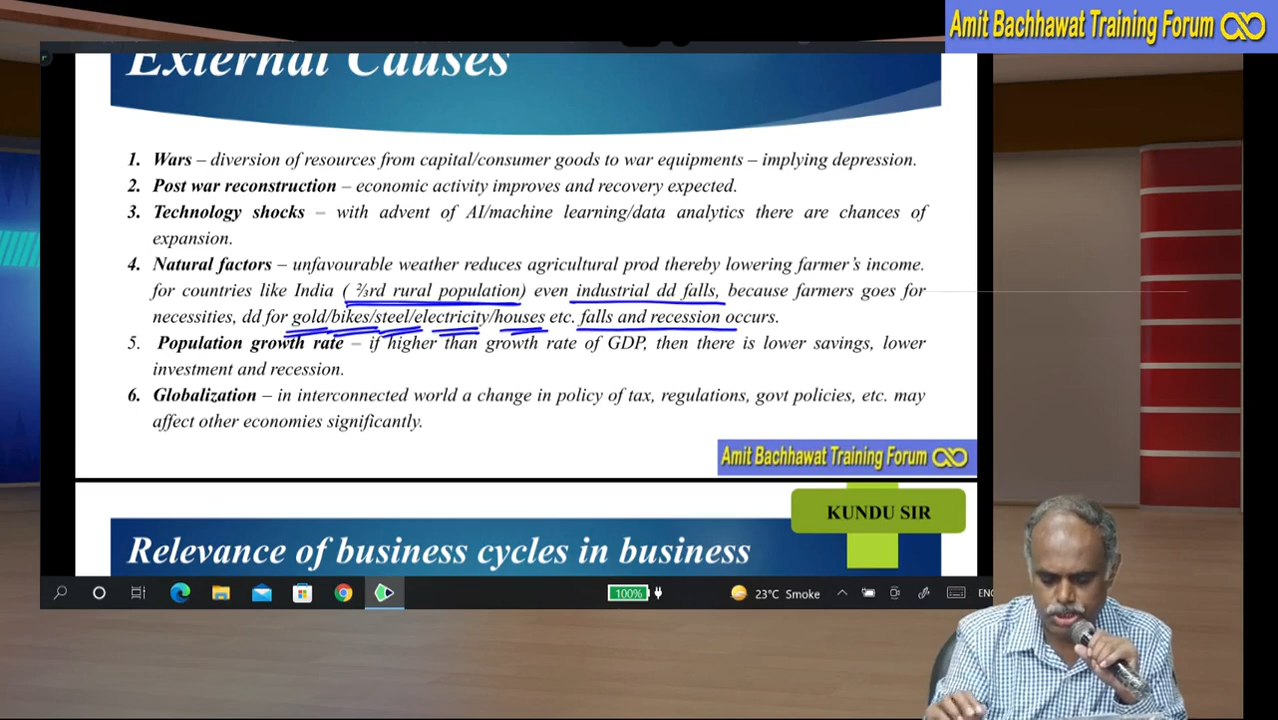 Amit Bachhawat Training Forum
External Causes
1. Wars – diversion of resources from capital/consumer goods to war equipments – implying depression.
2. Post war reconstruction – economic activity improves and recovery expected.
3. Technology shocks – with advent of AI/machine learning/data analytics there are chances of
expansion.
4. Natural factors – unfavourable weather reduces agricultural prod thereby lowering farmer's income.
for countries like India ( ⅔rd rural population) even industrial dd falls, because farmers goes for
necessities, dd for gold/bikes/steel/electricity/houses etc. falls and recession occurs.
5. Population growth rate – if higher than growth rate of GDP, then there is lower savings, lower
investment and recession.
6. Globalization – in interconnected world a change in policy of tax, regulations, govt policies, etc. may
affect other economies significantly.
Amit Bachhawat Training Forum
KUNDU SIR
Relevance of business cycles in business
100%
23°C Smoke
ENG